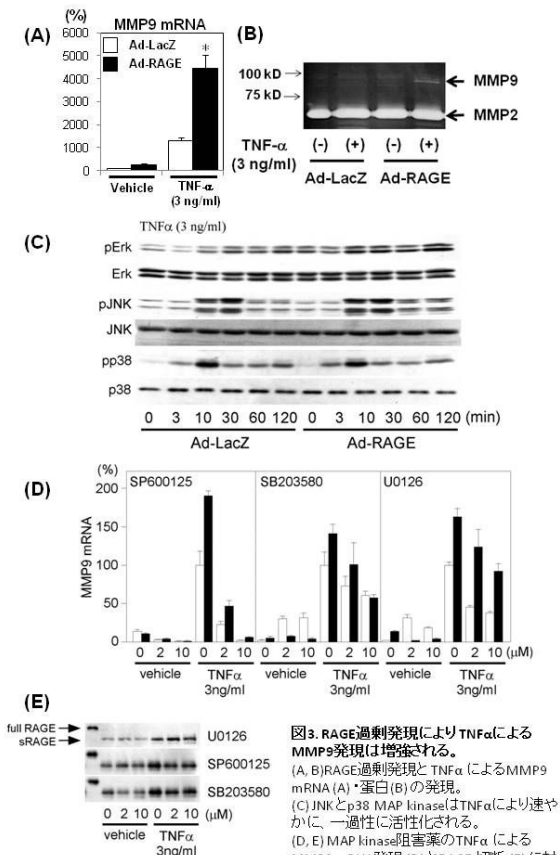 (A)
(%)
MMP9 mRNA
6000
5000
4000
3000
2000
1000
0
Ad-LacZ
Ad-RAGE
*
Vehicle
TNF-α
(3 ng/ml)
(B)
100 kD
75 kD
MMP9
MMP2
TNF-α (-) (+) (-) (+)
(3 ng/ml)
Ad-LacZ Ad-RAGE
(C)
TNFα (3 ng/ml)
pErk
Erk
pJNK
JNK
pp38
p38
0 3 10 30 60 120 0 3 10 30 60 120 (min)
Ad-LacZ Ad-RAGE
(D)
(%)
MMP9 mRNA
200
150
100
50
0
SP600125 SB203580 U0126
0 2 10 0 2 10 0 2 10 0 2 10 0 2 10 0 2 10 (μM)
vehicle TNFα vehicle TNFα vehicle TNFα
3ng/ml 3ng/ml 3ng/ml
(E)
full RAGE
sRAGE
U0126
SP600125
SB203580
0 2 10 0 2 10 (μM)
vehicle TNFα
3ng/ml
図3. RAGE過剰発現によりTNFαによる
MMP9発現は増強される。
(A, B)RAGE過剰発現とTNFαによるMMP9
mRNA (A)・蛋白(B)の発現。
(C) JNKとp38 MAP kinaseはTNFαにより速や
かに、一過性に活性化される。
(D, E) MAP kinase阻害薬のTNFαによる